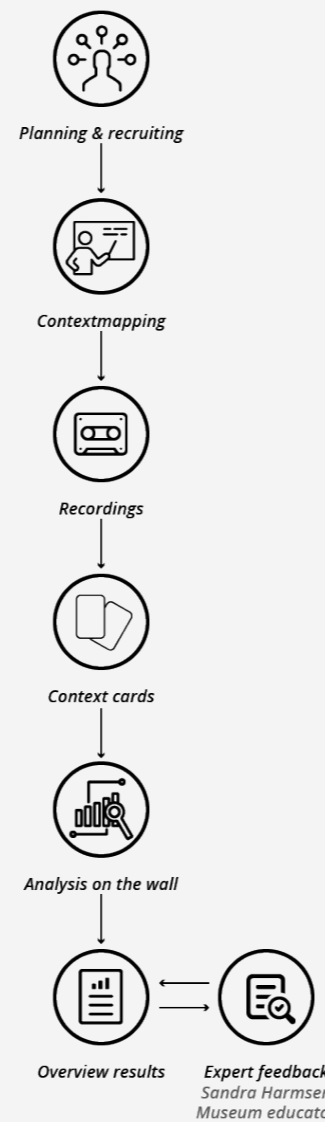 Planning & recruiting
Contextmapping
Recordings
Context cards
Analysis on the wall
Overview results
Expert feedback
Sandra Harmsen
Museum educato